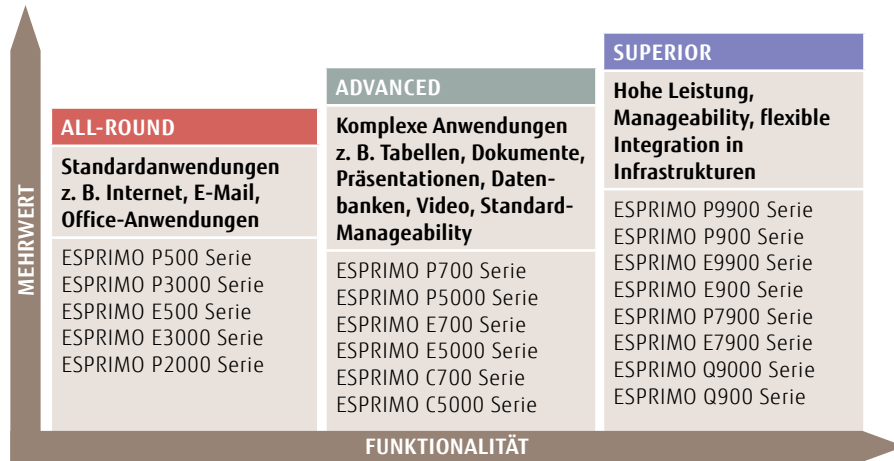 MEHRWERT
ALL-ROUND
Standardanwendungen
z. B. Internet, E-Mail,
Office-Anwendungen
ESPRIMO P500 Serie
ESPRIMO P3000 Serie
ESPRIMO E500 Serie
ESPRIMO E3000 Serie
ESPRIMO P2000 Serie
ADVANCED
Komplexe Anwendungen
z. B. Tabellen, Dokumente,
Präsentationen, Daten-
banken, Video, Standard-
Manageability
ESPRIMO P700 Serie
ESPRIMO P5000 Serie
ESPRIMO E700 Serie
ESPRIMO E5000 Serie
ESPRIMO C700 Serie
ESPRIMO C5000 Serie
SUPERIOR
Hohe Leistung,
Manageability, flexible
Integration in
Infrastrukturen
ESPRIMO P9900 Serie
ESPRIMO P900 Serie
ESPRIMO E9900 Serie
ESPRIMO E900 Serie
ESPRIMO P7900 Serie
ESPRIMO E7900 Serie
ESPRIMO Q9000 Serie
ESPRIMO Q900 Serie
FUNKTIONALITÄT